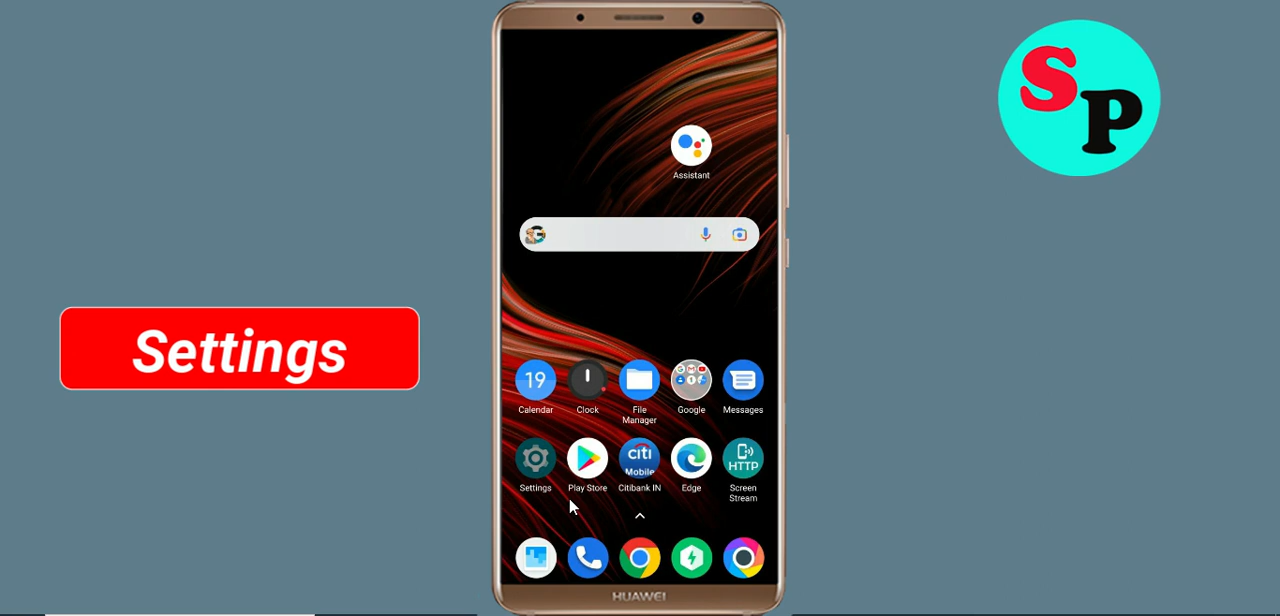 SP
Assistant
Settings
19
Calendar
Clock
File
Manager
Google
Messages
citi
Mobile
HTTP
Settings
Play Store
Citibank IN
Edge
Screen
Stream
HUAWEI